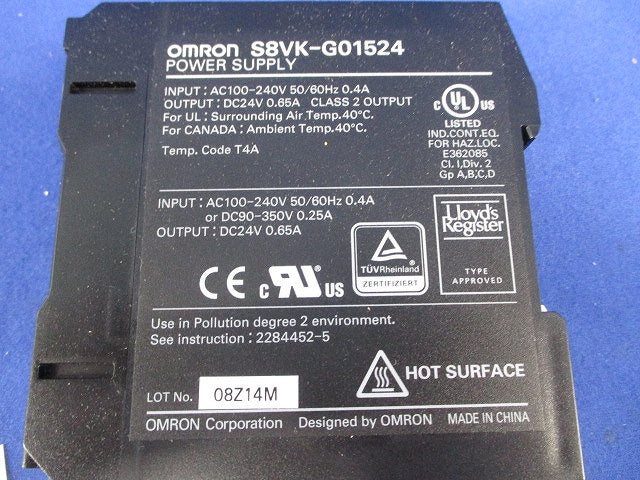 OMRON S8VK-G01524
POWER SUPPLY
INPUT : AC100-240V 50/60Hz 0.4A
OUTPUT : DC24V 0.65A CLASS 2 OUTPUT
For UL : Surrounding Air Temp.40°C.
For CANADA : Ambient Temp.40°C.
Temp. Code T4A
C UL US
LISTED
IND.CONT.EQ.
FOR HAZ.LOC.
E362085
Cl. I,Div. 2
Gp A,B,C,D
INPUT : AC100-240V 50/60Hz 0.4A
or DC90-350V 0.25A
OUTPUT : DC24V 0.65A
CE
c RU US
TÜVRheinland
ZERTIFIZIERT
Lloyd's
Register
TYPE
APPROVED
Use in Pollution degree 2 environment.
See instruction : 2284452-5
HOT SURFACE
LOT No. 08Z14M
OMRON Corporation Designed by OMRON MADE IN CHINA